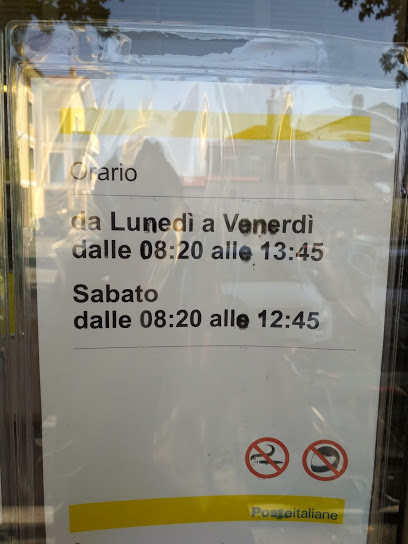 Orario
da Lunedì a Venerdì
dalle 08:20 alle 13:45
Sabato
dalle 08:20 alle 12:45
Posteitaliane